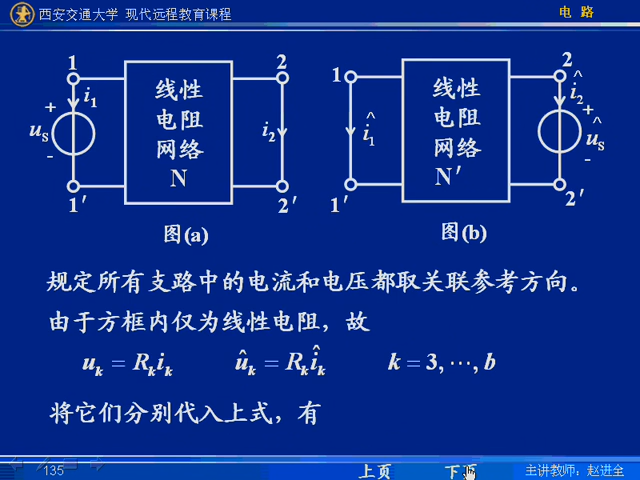 西安交通大学 现代远程教育课程
电 路
1
2
i₁
+
uS
-
线性
电阻
网络
N
i₂
1′
2′
图(a)
1
2
î₁
线性
电阻
网络
N′
î₂
+
ûS
-
1′
2′
图(b)
规定所有支路中的电流和电压都取关联参考方向。
由于方框内仅为线性电阻，故
uₖ = Rₖiₖ ûₖ = Rₖîₖ k = 3, ⋯, b
将它们分别代入上式，有
135
上页
下页
主讲教师：赵进全